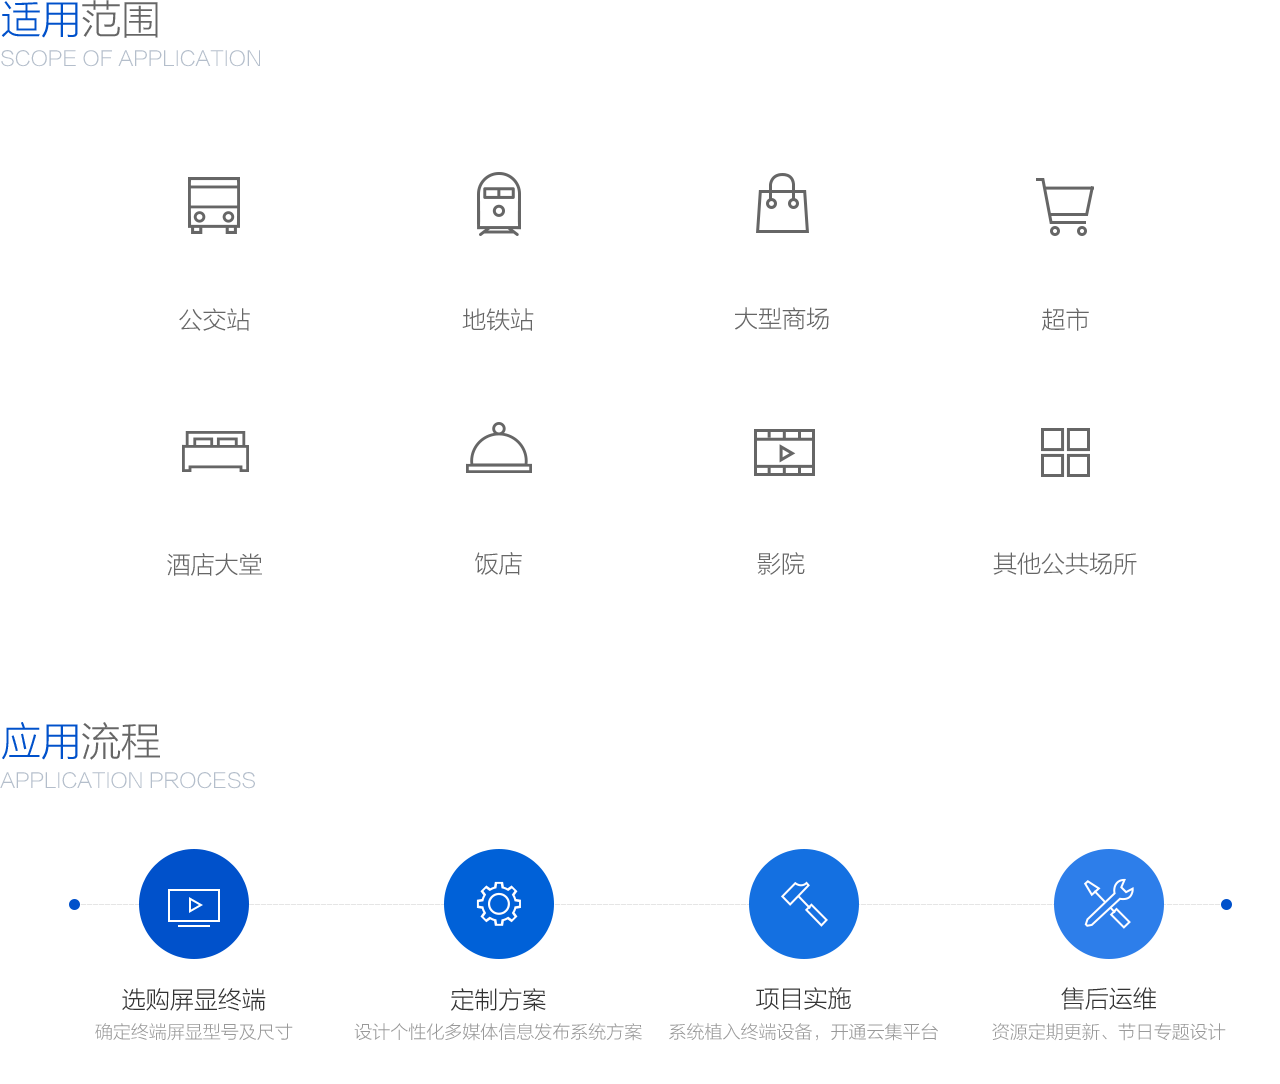 适用范围
SCOPE OF APPLICATION
公交站 地铁站 大型商场 超市
酒店大堂 饭店 影院 其他公共场所
应用流程
APPLICATION PROCESS
选购屏显终端 定制方案 项目实施 售后运维
确定终端屏显型号及尺寸 设计个性化多媒体信息发布系统方案 系统植入终端设备，开通云集平台 资源定期更新、节日专题设计